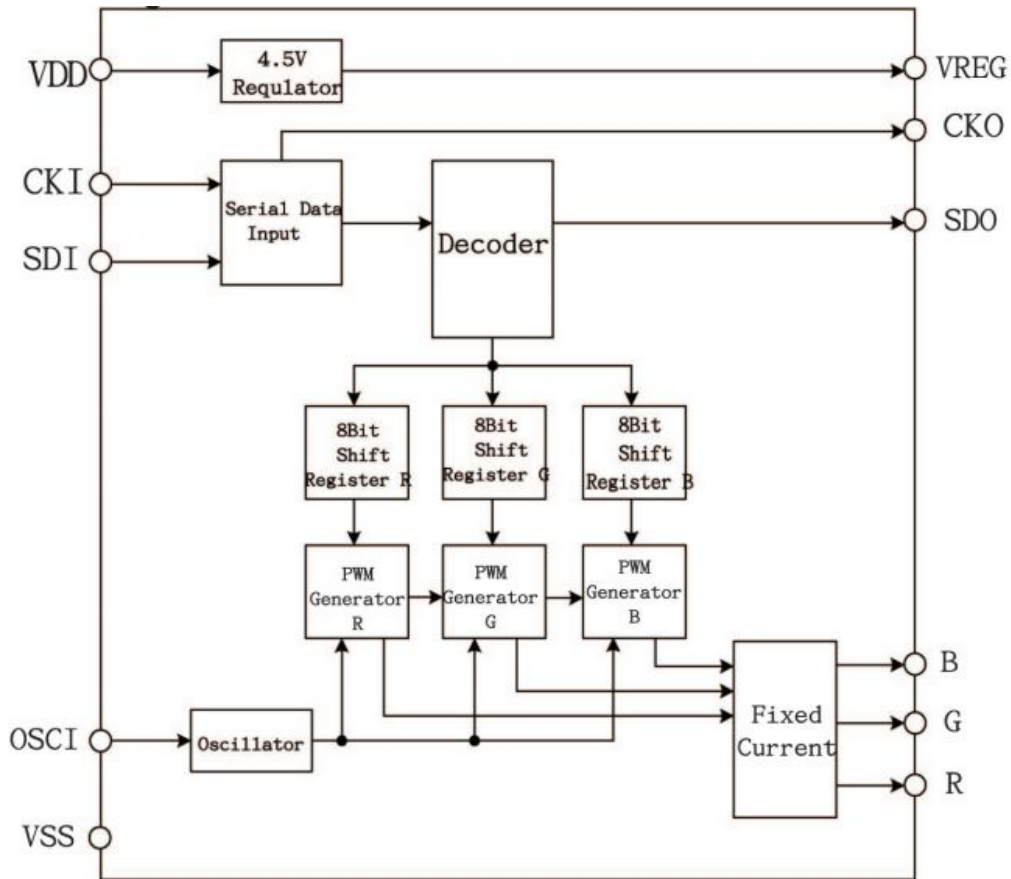 VDD
4.5V
Requlator
VREG
CKO
CKI
Serial Data
Input
SDI
Decoder
SDO
8Bit
Shift
Register R
8Bit
Shift
Register G
8Bit
Shift
Register B
PWM
Generator
R
PWM
Generator
G
PWM
Generator
B
OSCI
Oscillator
Fixed
Current
B
G
R
VSS